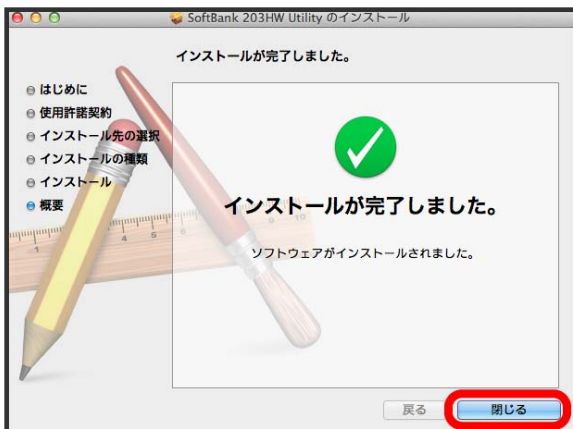 SoftBank 203HW Utility のインストール
インストールが完了しました。
はじめに
使用許諾契約
インストール先の選択
インストールの種類
インストール
概要
インストールが完了しました。
ソフトウェアがインストールされました。
1 4 5 6 10
戻る
閉じる